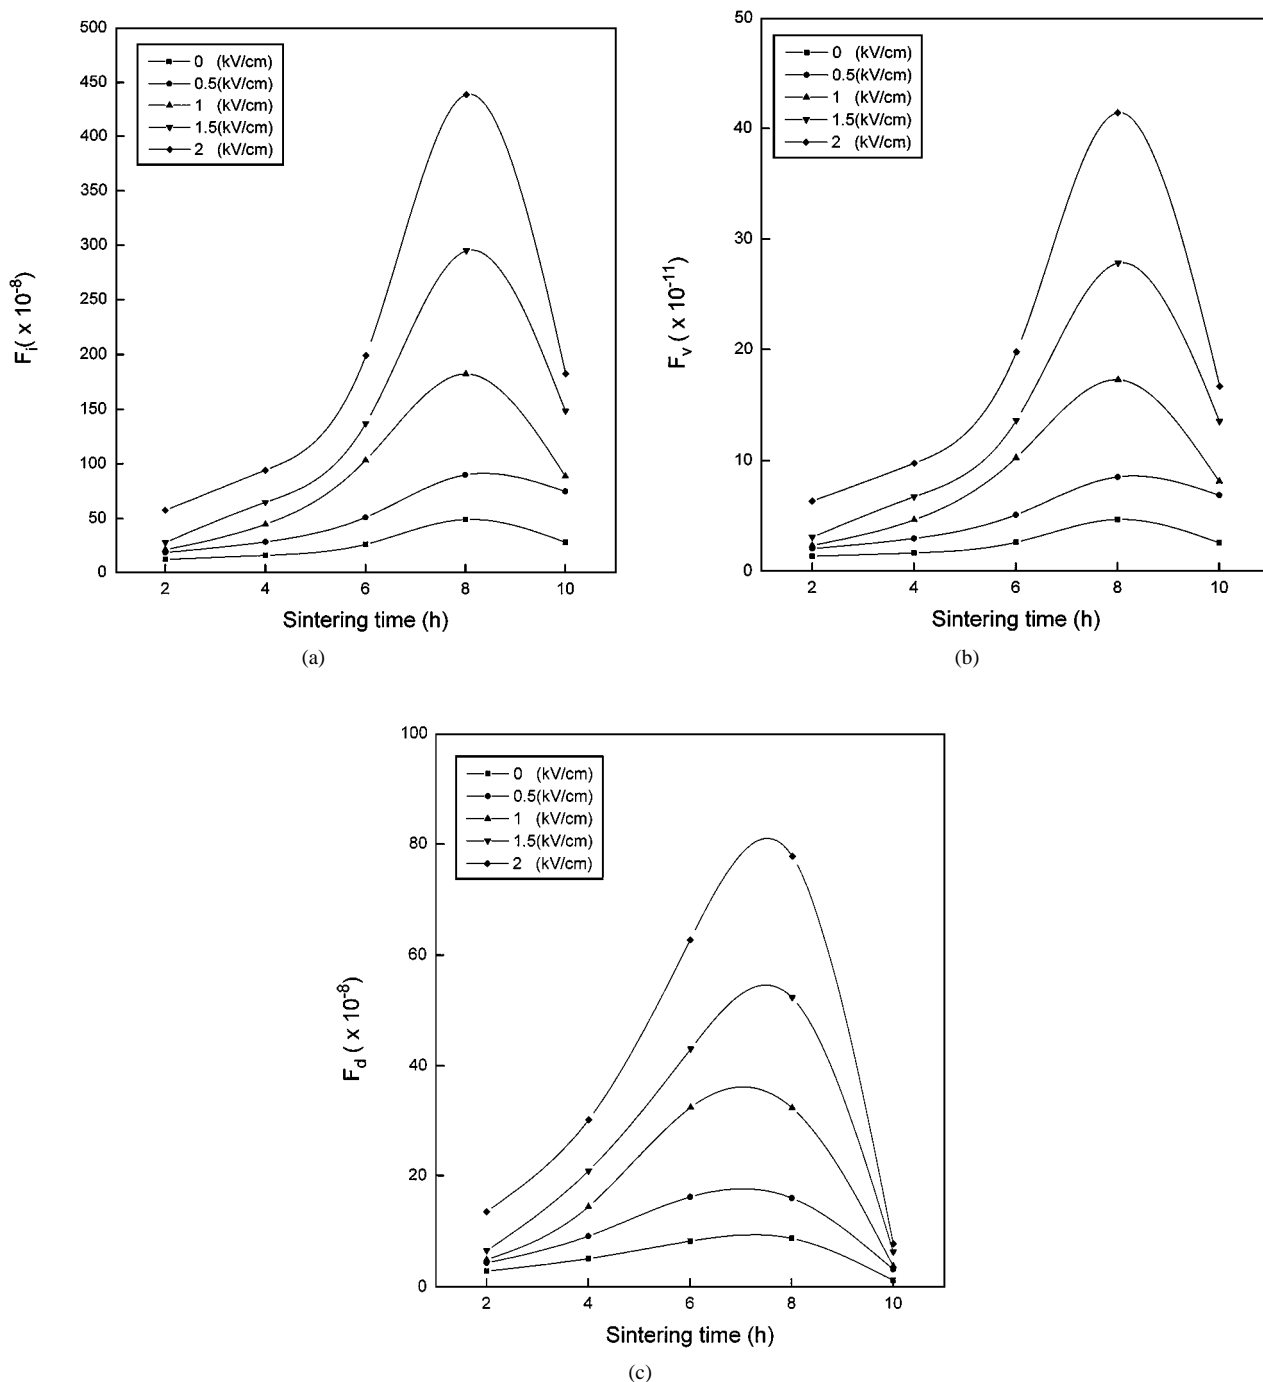 500
450
400
350
300
250
200
150
100
50
0
F_i( x 10^-8)
0 (kV/cm)
0.5(kV/cm)
1 (kV/cm)
1.5(kV/cm)
2 (kV/cm)
2 4 6 8 10
Sintering time (h)
(a)
50
40
30
20
10
0
F_v ( x 10^-11)
0 (kV/cm)
0.5(kV/cm)
1 (kV/cm)
1.5(kV/cm)
2 (kV/cm)
2 4 6 8 10
Sintering time (h)
(b)
100
80
60
40
20
0
F_d ( x 10^-8)
0 (kV/cm)
0.5(kV/cm)
1 (kV/cm)
1.5(kV/cm)
2 (kV/cm)
2 4 6 8 10
Sintering time (h)
(c)